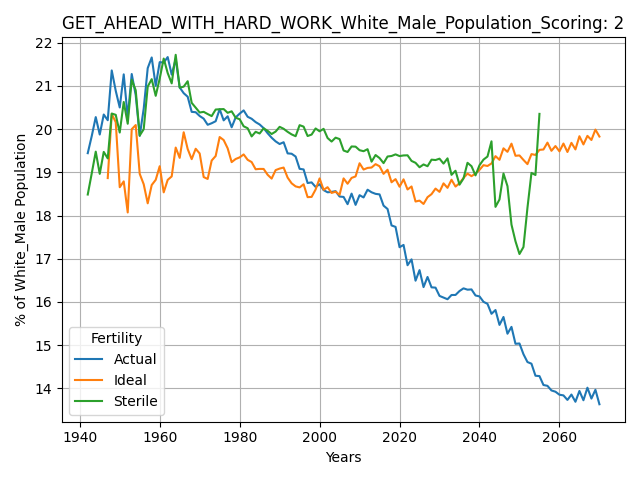 GET_AHEAD_WITH_HARD_WORK_White_Male_Population_Scoring: 2
22
21
20
19
18
17
16
15
14
% of White_Male Population
Fertility
Actual
Ideal
Sterile
1940 1960 1980 2000 2020 2040 2060
Years